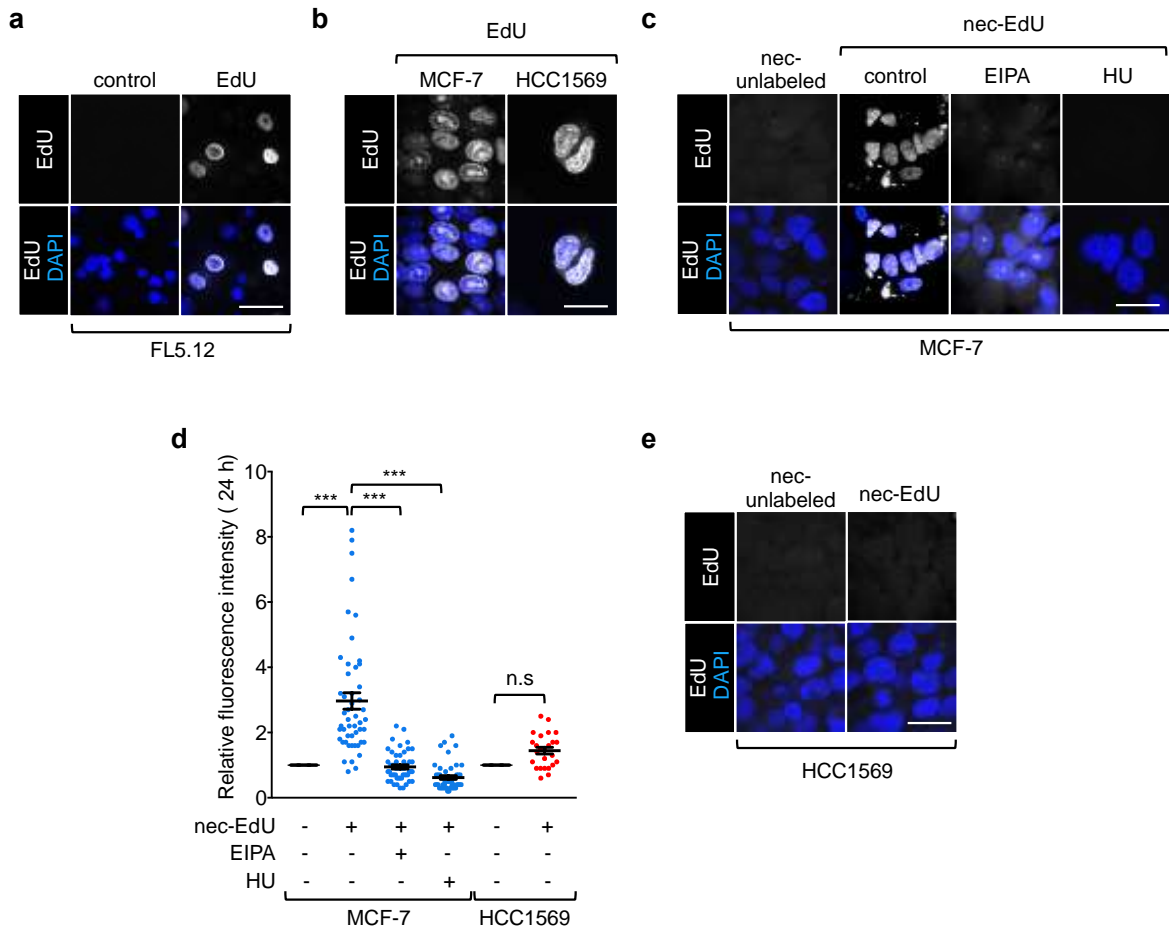 a
control EdU
EdU
EdU
DAPI
FL5.12
b
EdU
MCF-7 HCC1569
EdU
EdU
DAPI
c
nec-EdU
nec-
unlabeled
control EIPA HU
EdU
EdU
DAPI
MCF-7
d
Relative fluorescence intensity ( 24 h)
10
8
6
4
2
0
***
***
***
n.s
nec-EdU - + + + - +
EIPA - - + - - -
HU - - - + - -
MCF-7 HCC1569
e
nec-
unlabeled
nec-EdU
EdU
EdU
DAPI
HCC1569